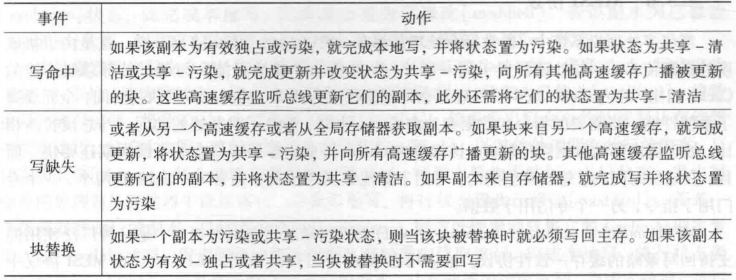 事件 动作
如果该副本为有效独占或污染，就完成本地写，并将状态置为污染。如果状态为共享－清
写命中 洁或共享－污染，就完成更新并改变状态为共享－污染，向所有其他高速缓存广播被更新
的块。这些高速缓存监听总线更新它们的副本，此外还需将它们的状态置为共享－清洁
或者从另一个高速缓存或者从全局存储器获取副本。如果块来自另一个高速缓存，就完成
更新，将状态置为共享－污染，并向所有高速缓存广播更新的块。其他高速缓存监听总线
写缺失
更新它们的副本，并将状态置为共享－清洁。如果副本来自存储器，就完成写并将状态置
为污染
如果一个副本为污染或共享－污染状态，则当该块被替换时就必须写回主存。如果该副本
块替换
状态为有效－独占或共享，当块被替换时不需要回写